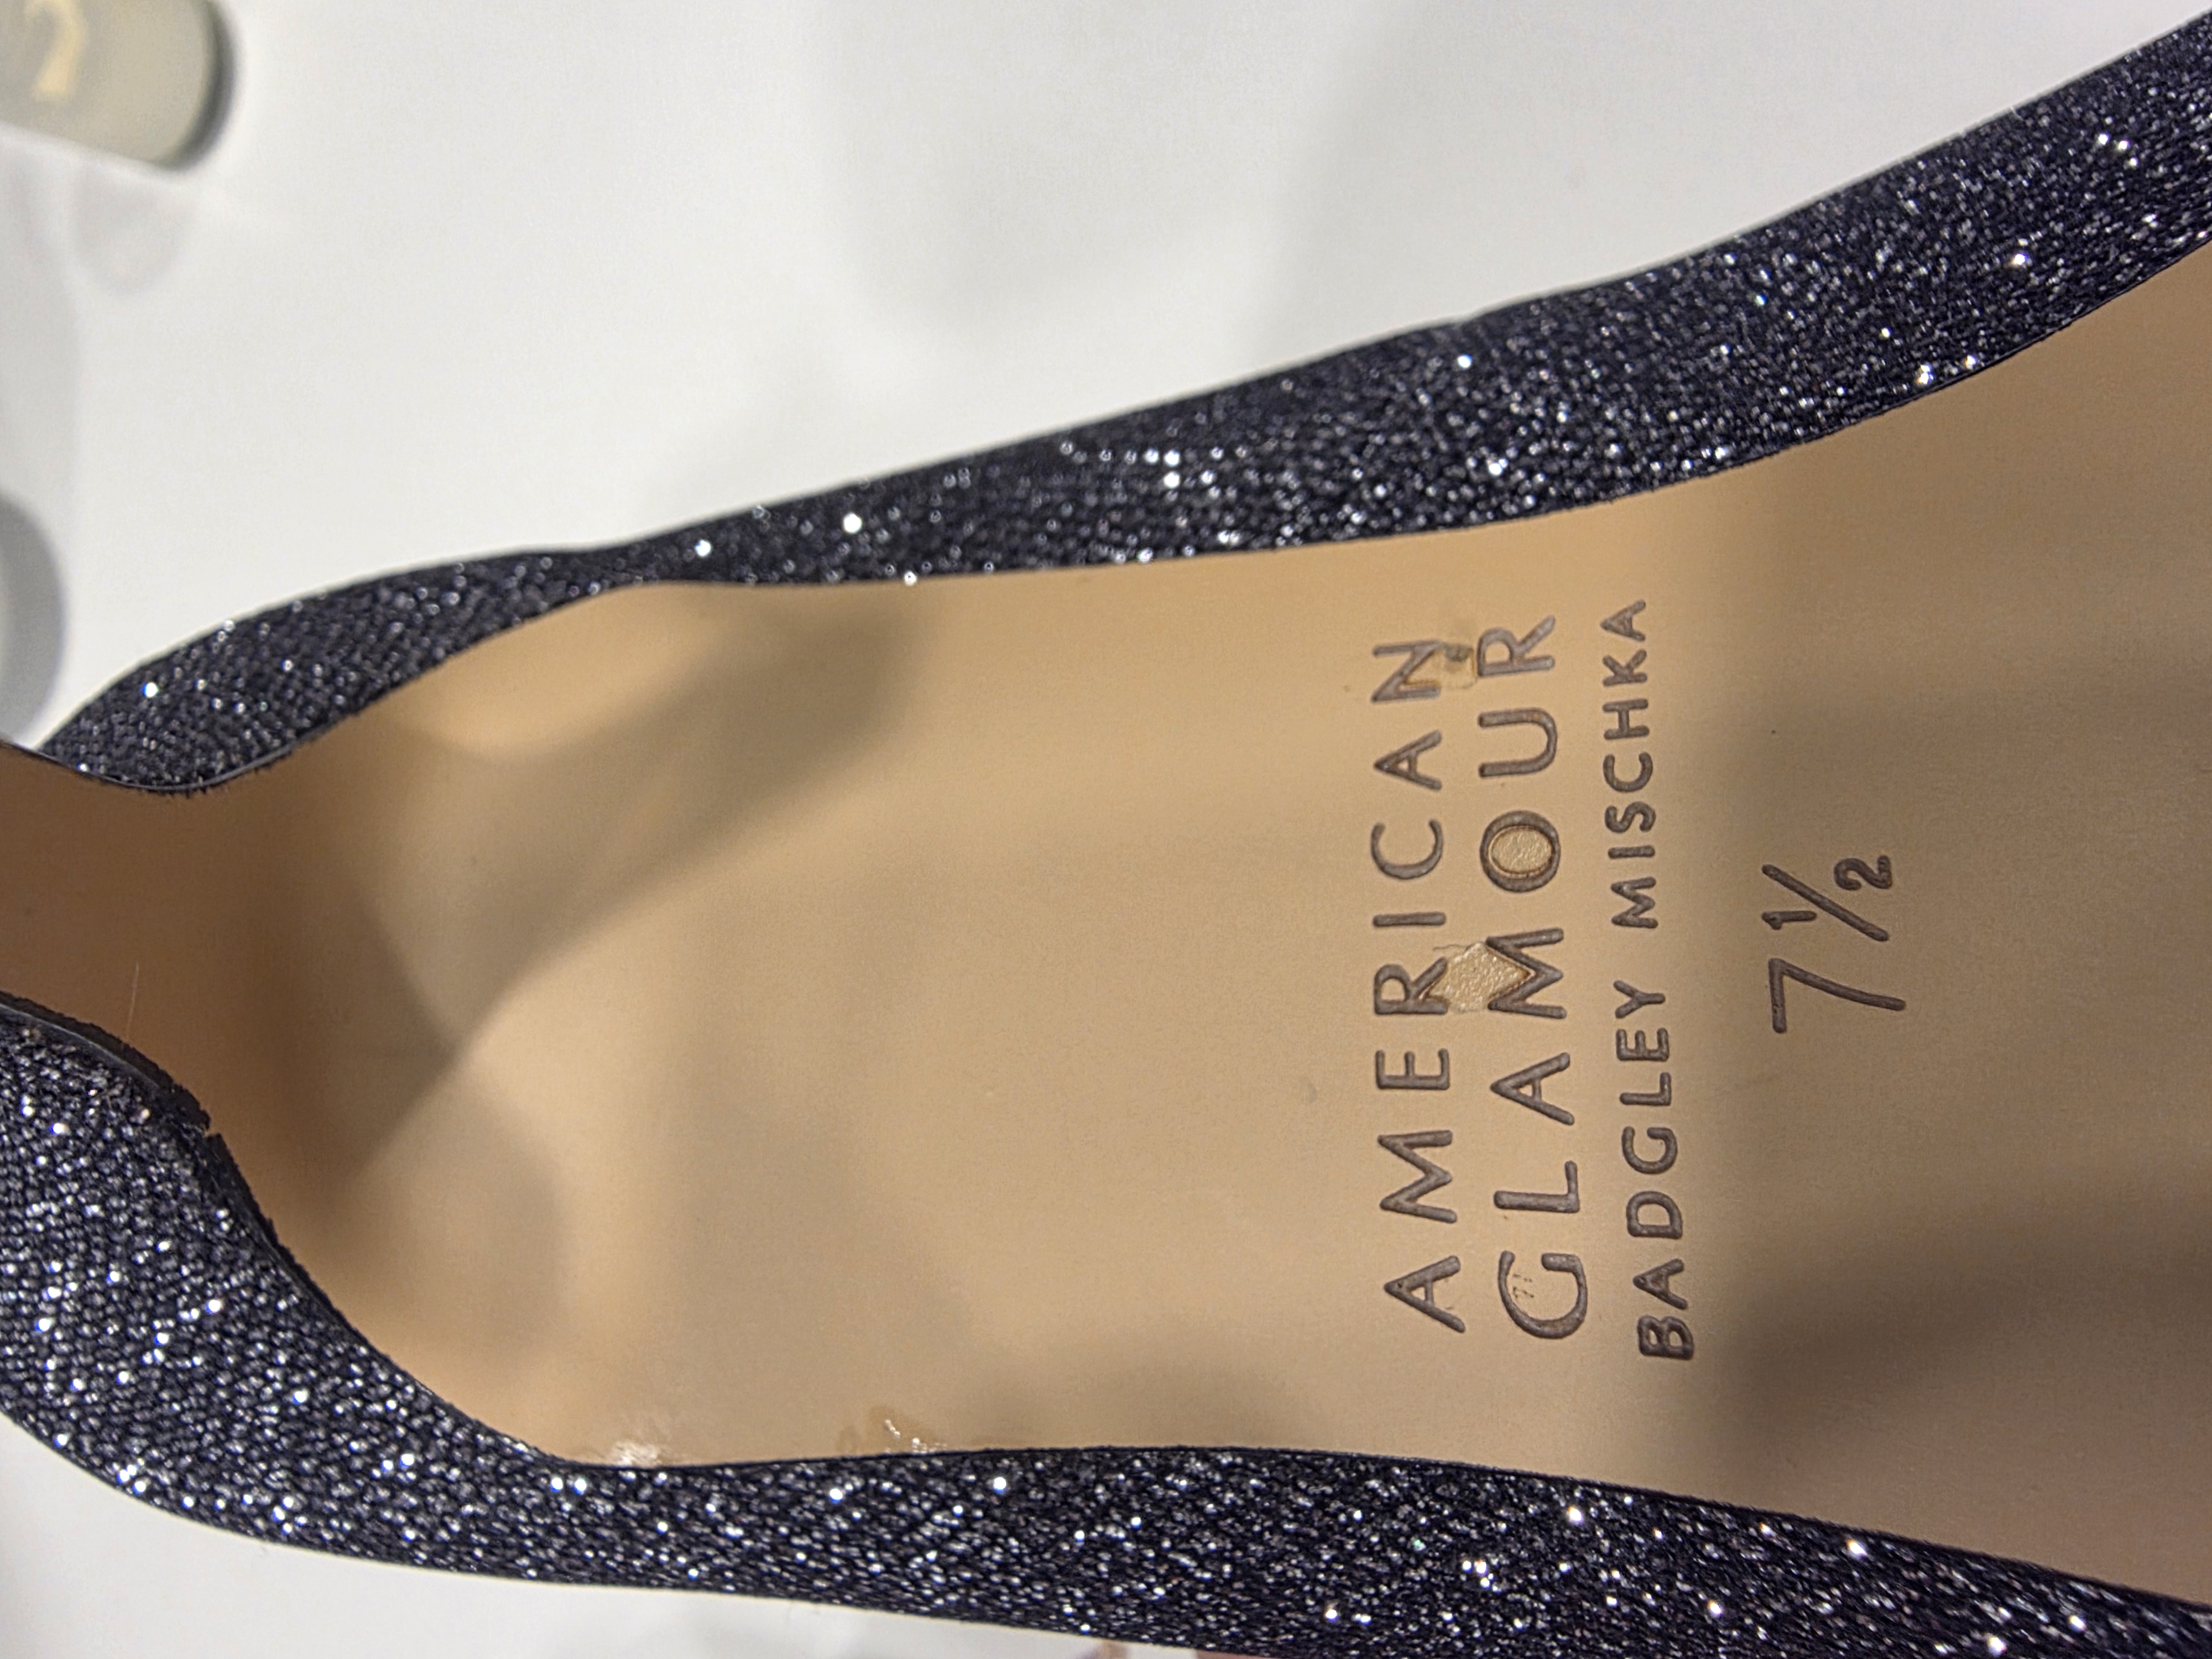 AMERICAN
GLAMOUR
BADGLEY MISCHKA
7½